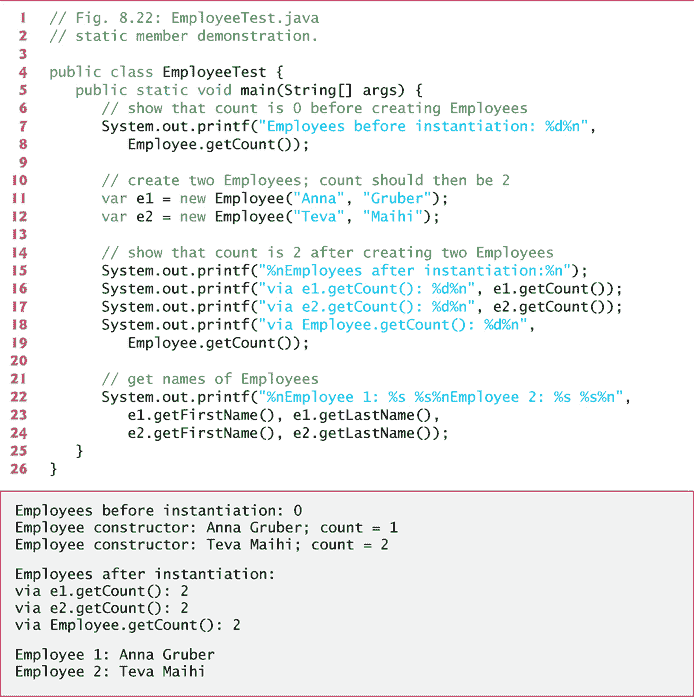 1 // Fig. 8.22: EmployeeTest.java
2 // static member demonstration.
3
4 public class EmployeeTest {
5    public static void main(String[] args) {
6       // show that count is 0 before creating Employees
7       System.out.printf("Employees before instantiation: %d%n",
8          Employee.getCount());
9
10       // create two Employees; count should then be 2
11       var e1 = new Employee("Anna", "Gruber");
12       var e2 = new Employee("Teva", "Maihi");
13
14       // show that count is 2 after creating two Employees
15       System.out.printf("%nEmployees after instantiation:%n");
16       System.out.printf("via e1.getCount(): %d%n", e1.getCount());
17       System.out.printf("via e2.getCount(): %d%n", e2.getCount());
18       System.out.printf("via Employee.getCount(): %d%n",
19          Employee.getCount());
20
21       // get names of Employees
22       System.out.printf("%nEmployee 1: %s %s%nEmployee 2: %s %s%n",
23          e1.getFirstName(), e1.getLastName(),
24          e2.getFirstName(), e2.getLastName());
25    }
26 }
Employees before instantiation: 0
Employee constructor: Anna Gruber; count = 1
Employee constructor: Teva Maihi; count = 2
Employees after instantiation:
via e1.getCount(): 2
via e2.getCount(): 2
via Employee.getCount(): 2
Employee 1: Anna Gruber
Employee 2: Teva Maihi